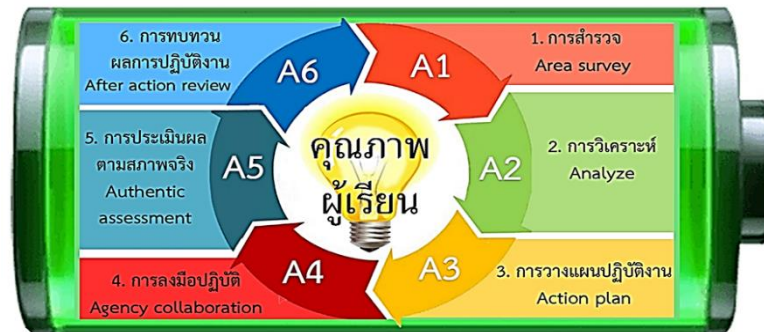 1. การสำรวจ
Area survey
2. การวิเคราะห์
Analyze
3. การวางแผนปฏิบัติงาน
Action plan
4. การลงมือปฏิบัติ
Agency collaboration
5. การประเมินผล
ตามสภาพจริง
Authentic
assessment
6. การทบทวน
ผลการปฏิบัติงาน
After action review
A1
A2
A3
A4
A5
A6
คุณภาพ
ผู้เรียน